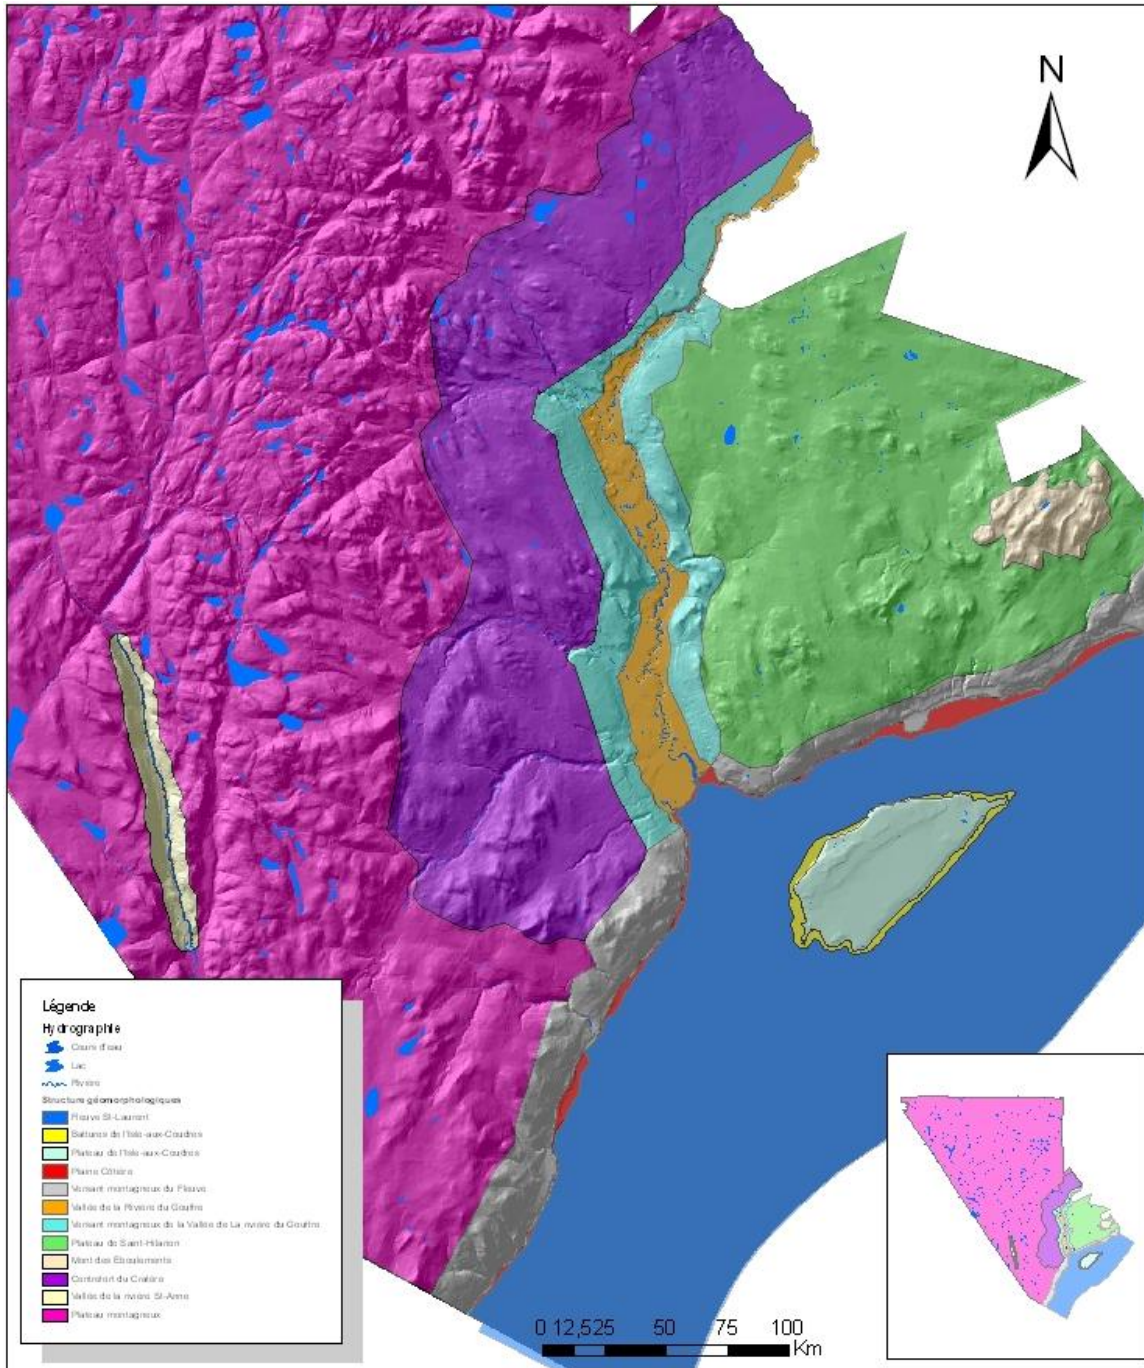 N
Légende
Hydrographie
Cours d'eau
Lac
Rivière
Structure géomorphologiques
Fleuve St-Laurent
Battures de l'Isle-aux-Coudres
Plateau de l'Isle-aux-Coudres
Plaine Côtière
Versant montagneux du Fleuve
Vallée de la Rivière du Gouffre
Versant montagneux de la Vallée de La rivière du Gouffre
Plateau de Saint-Hilarion
Mont des Éboulements
Contrefort du Cratère
Vallée de la rivière St-Anne
Plateau montagneux
0 12,525 50 75 100
Km